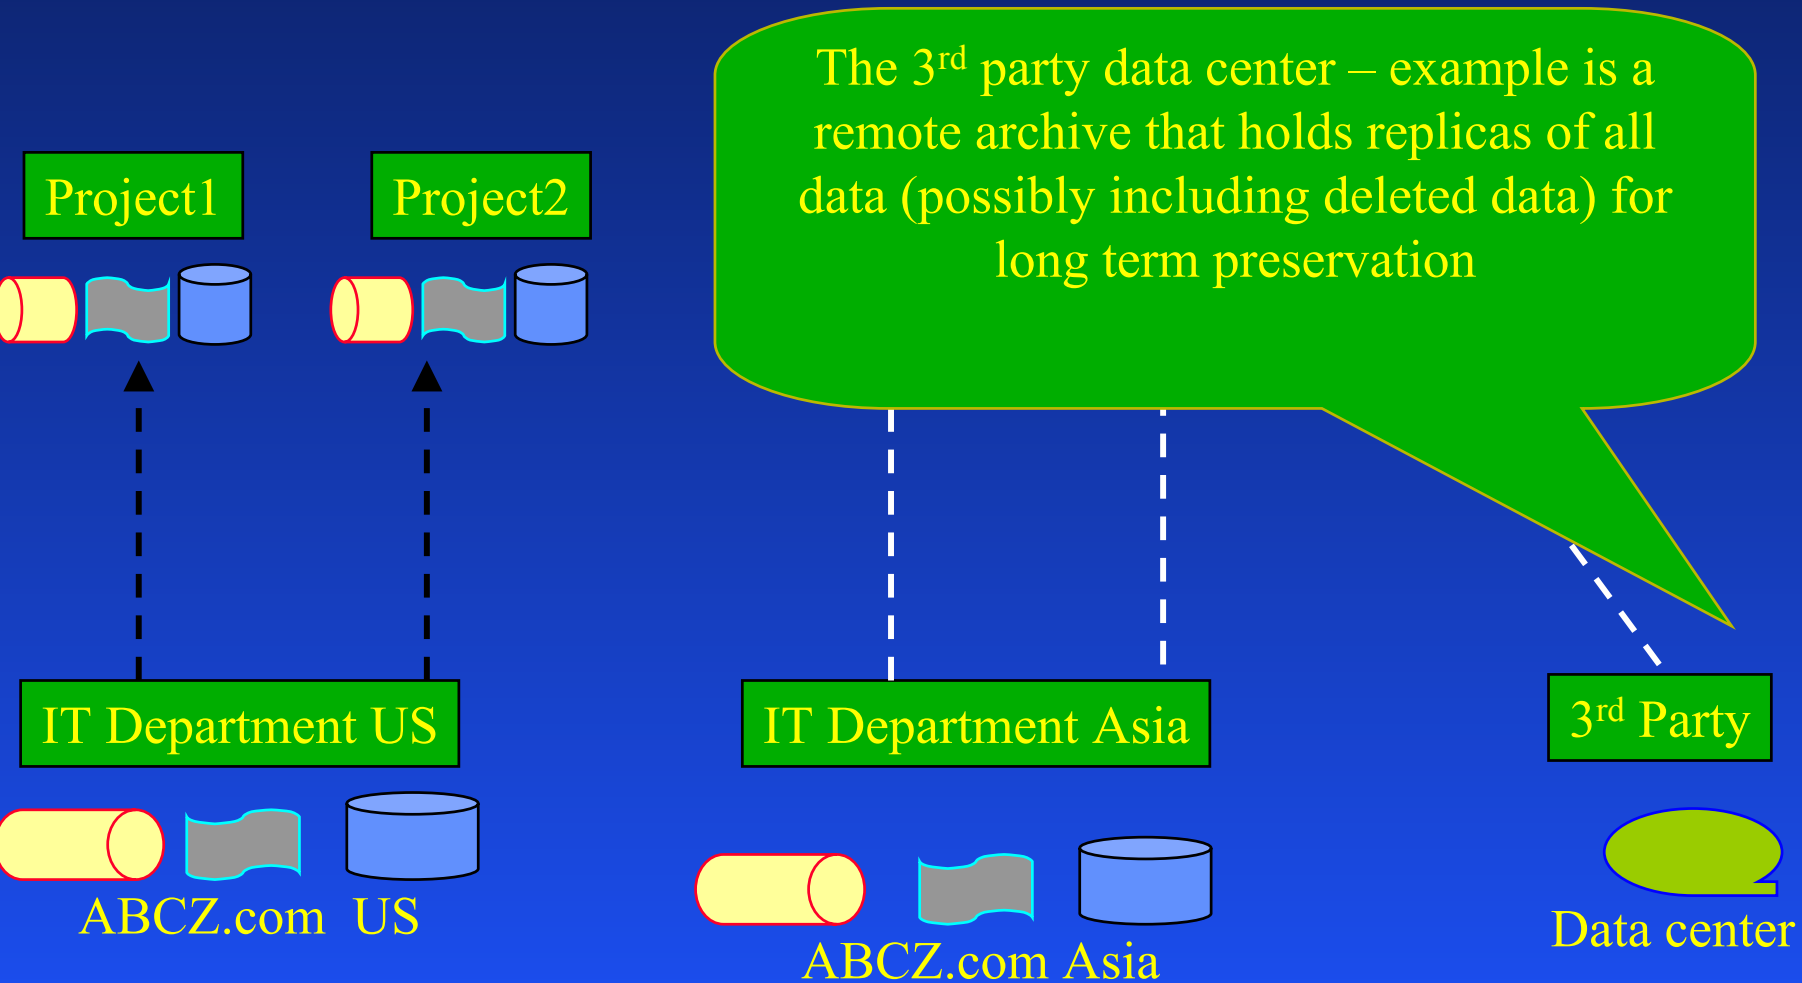 The 3rd party data center – example is a
remote archive that holds replicas of all
data (possibly including deleted data) for
long term preservation
Project1
Project2
IT Department US
IT Department Asia
3rd Party
ABCZ.com US
ABCZ.com Asia
Data center